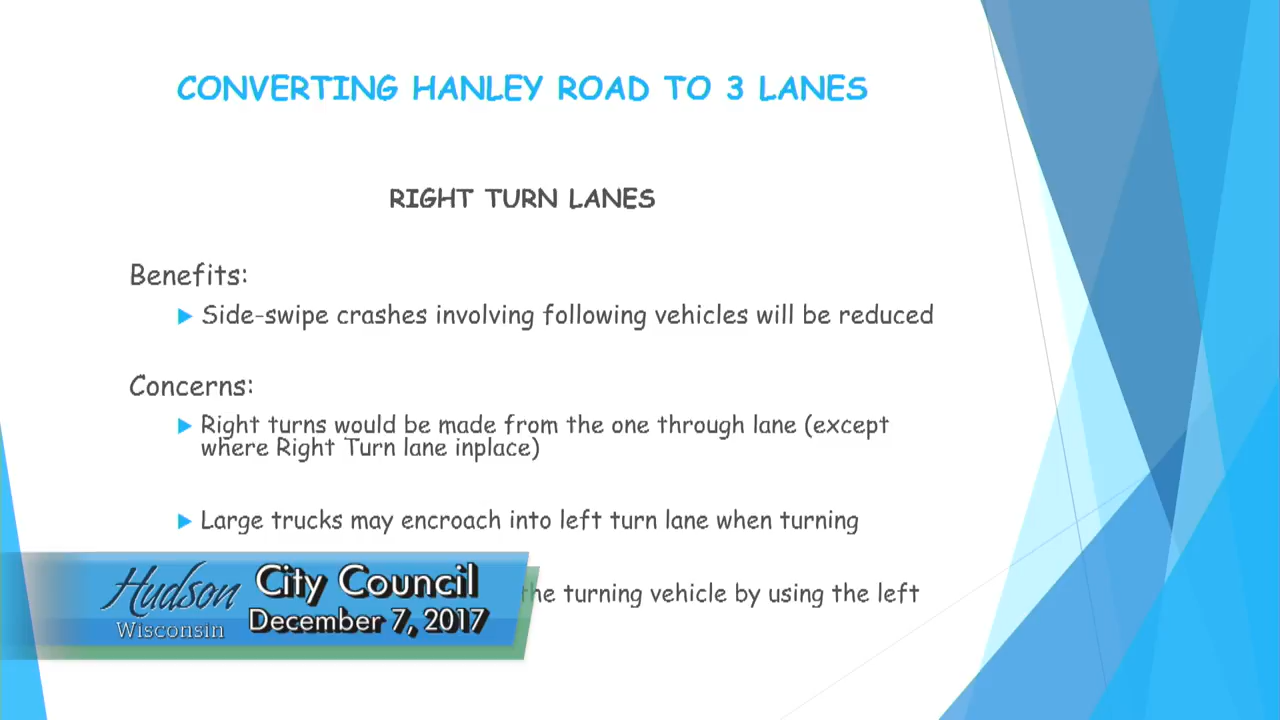 CONVERTING HANLEY ROAD TO 3 LANES
RIGHT TURN LANES
Benefits:
Side-swipe crashes involving following vehicles will be reduced
Concerns:
Right turns would be made from the one through lane (except
where Right Turn lane inplace)
Large trucks may encroach into left turn lane when turning
the turning vehicle by using the left
Hudson
Wisconsin
City Council
December 7, 2017